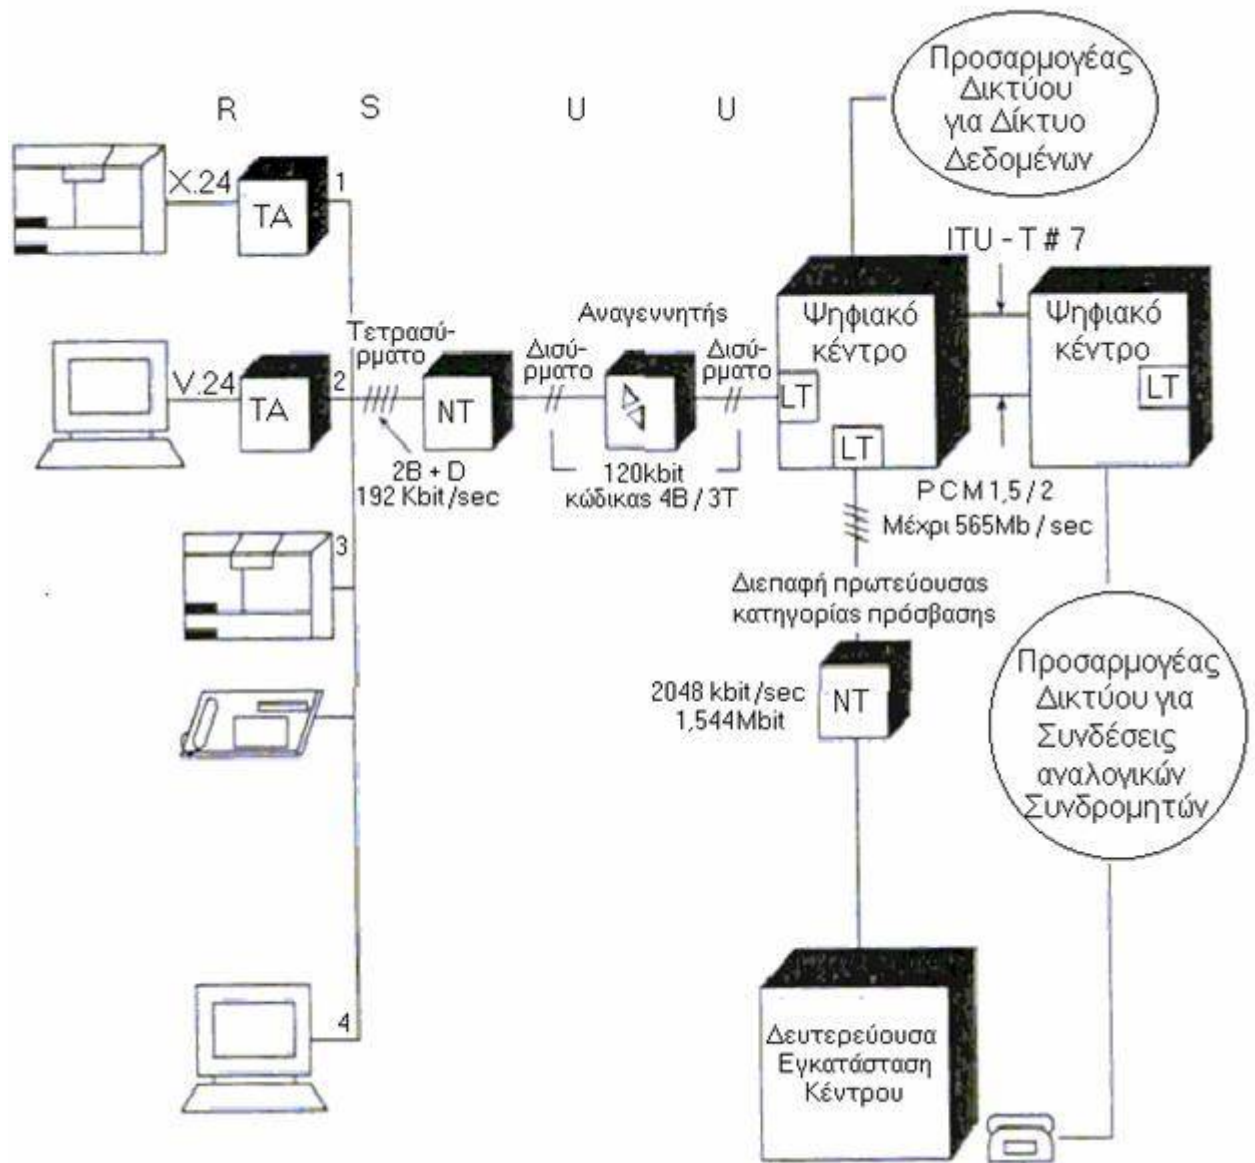 Προσαρμογέας
Δικτύου
για Δίκτυο
Δεδομένων
R
S
U
U
X.24
TA
1
ITU - T # 7
V.24
TA
2
Τετρασύ-
ρματο
NT
Δισύ-
ρματο
Αναγεννητής
Δισύ-
ρματο
Ψηφιακό
κέντρο
LT
LT
Ψηφιακό
κέντρο
LT
2B + D
192 Kbit/sec
120kbit
κώδικας 4B / 3T
PCM 1,5 / 2
Μέχρι 565Mb / sec
3
Διεπαφή πρωτεύουσας
κατηγορίας πρόσβασης
2048 kbit/sec
1,544Mbit
NT
Προσαρμογέας
Δικτύου για
Συνδέσεις
αναλογικών
Συνδρομητών
4
Δευτερεύουσα
Εγκατάσταση
Κέντρου